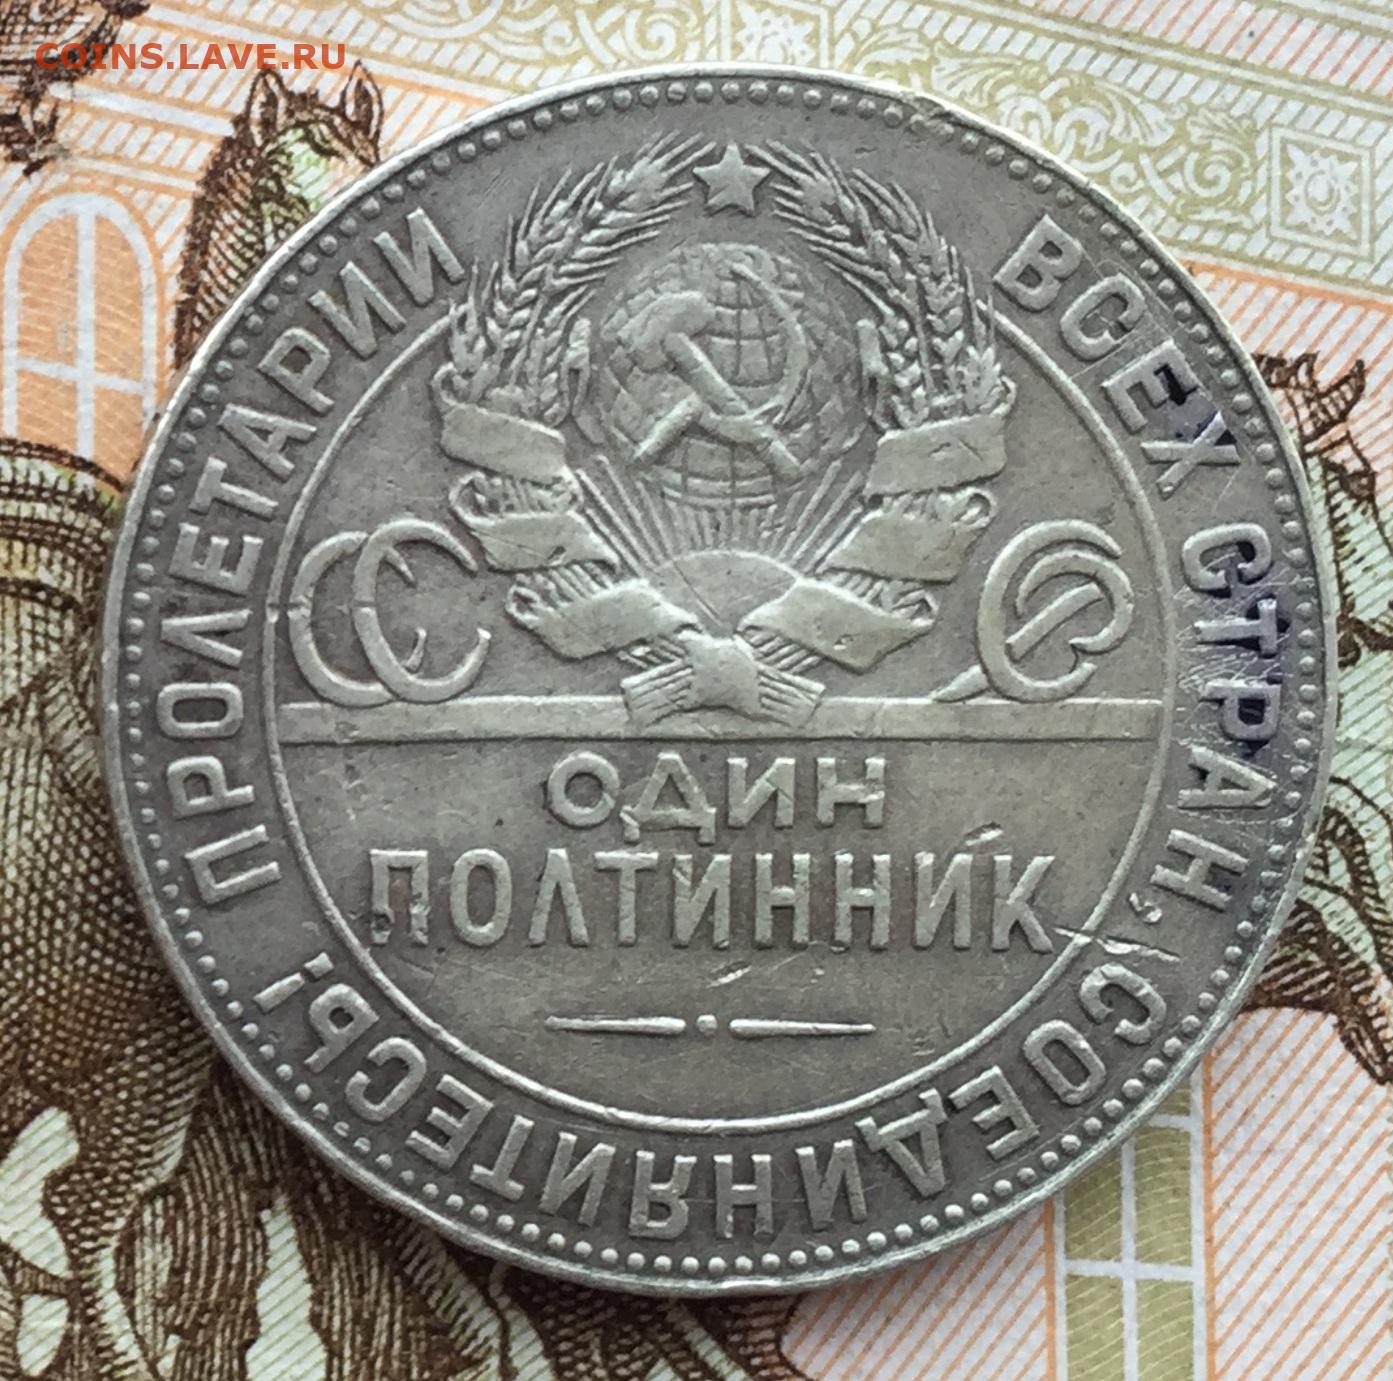 COINS.LAVE.RU
ПРОЛЕТАРИИ ВСЕХ СТРАН, СОЕДИНЯЙТЕСЬ!
СССР
ОДИН
ПОЛТИННИК